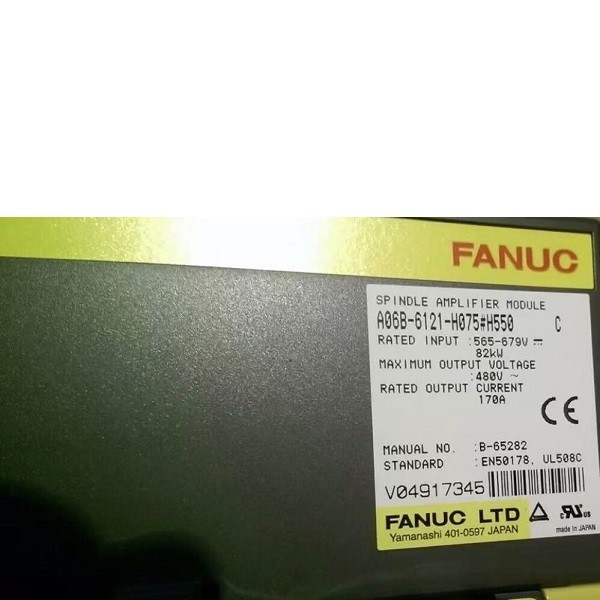 FANUC
SPINDLE AMPLIFIER MODULE
A06B-6121-H075#H550 C
RATED INPUT :565-679V ⎓
82kW
MAXIMUM OUTPUT VOLTAGE
:480V ~
RATED OUTPUT CURRENT
170A
CE
MANUAL NO. :B-65282
STANDARD :EN50178, UL508C
V04917345
FANUC LTD
c RU US
Yamanashi 401-0597 JAPAN
made in JAPAN